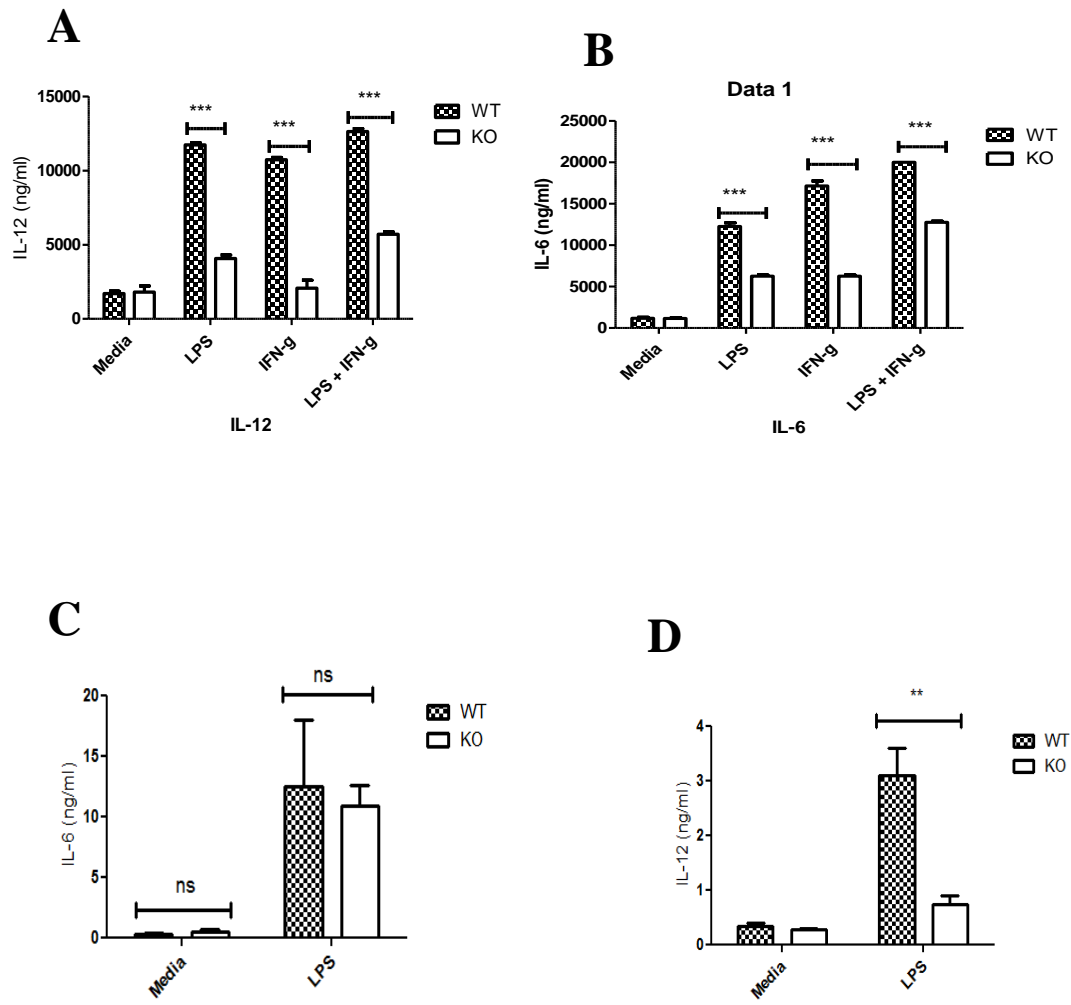 A
IL-12 (ng/ml)
15000
10000
5000
0
***
***
***
WT
KO
Media
LPS
IFN-g
LPS + IFN-g
IL-12
B
Data 1
IL-6 (ng/ml)
25000
20000
15000
10000
5000
0
***
***
***
WT
KO
Media
LPS
IFN-g
LPS + IFN-g
IL-6
C
IL-6 (ng/ml)
20
15
10
5
0
ns
ns
WT
KO
Media
LPS
D
IL-12 (ng/ml)
4
3
2
1
0
**
WT
KO
Media
LPS